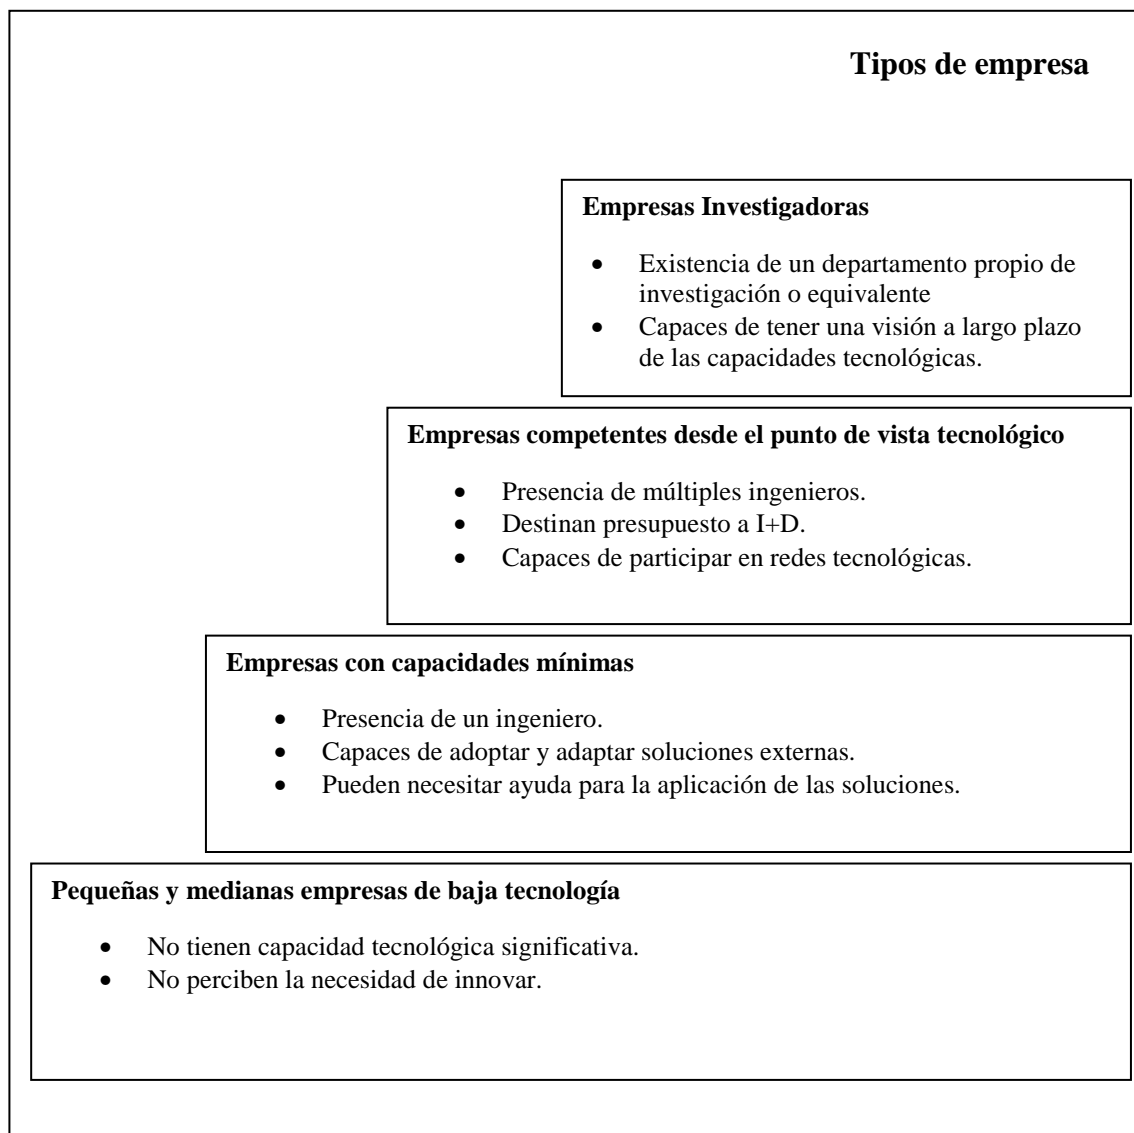 Tipos de empresa
Empresas Investigadoras
• Existencia de un departamento propio de
investigación o equivalente
• Capaces de tener una visión a largo plazo
de las capacidades tecnológicas.
Empresas competentes desde el punto de vista tecnológico
• Presencia de múltiples ingenieros.
• Destinan presupuesto a I+D.
• Capaces de participar en redes tecnológicas.
Empresas con capacidades mínimas
• Presencia de un ingeniero.
• Capaces de adoptar y adaptar soluciones externas.
• Pueden necesitar ayuda para la aplicación de las soluciones.
Pequeñas y medianas empresas de baja tecnología
• No tienen capacidad tecnológica significativa.
• No perciben la necesidad de innovar.